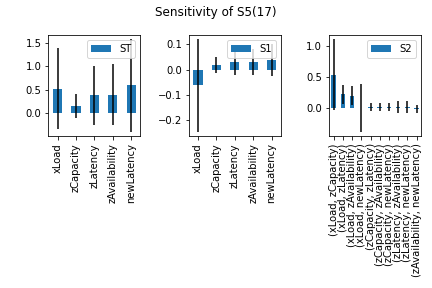 Sensitivity of S5(17)
ST
1.5
1.0
0.5
0.0
xLoad
zCapacity
zLatency
zAvailability
newLatency
S1
0.1
0.0
−0.1
−0.2
xLoad
zCapacity
zLatency
zAvailability
newLatency
S2
1.0
0.5
0.0
(xLoad, zCapacity)
(xLoad, zLatency)
(xLoad, zAvailability)
(xLoad, newLatency)
(zCapacity, zLatency)
(zCapacity, zAvailability)
(zCapacity, newLatency)
(zLatency, zAvailability)
(zLatency, newLatency)
(zAvailability, newLatency)